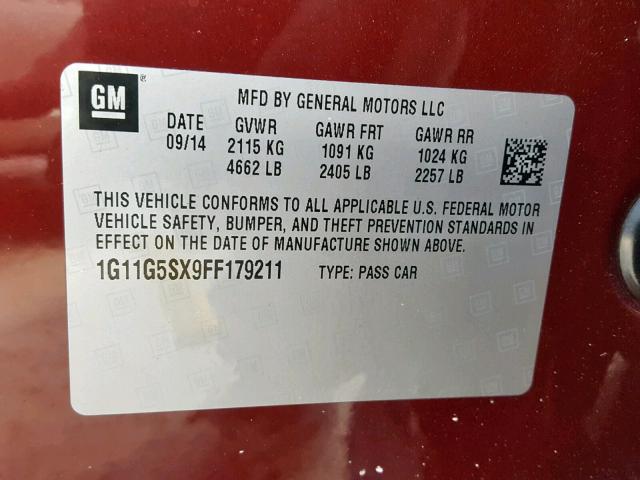 GM ®
MFD BY GENERAL MOTORS LLC
DATE GVWR GAWR FRT GAWR RR
09/14 2115 KG 1091 KG 1024 KG
4662 LB 2405 LB 2257 LB
THIS VEHICLE CONFORMS TO ALL APPLICABLE U.S. FEDERAL MOTOR
VEHICLE SAFETY, BUMPER, AND THEFT PREVENTION STANDARDS IN
EFFECT ON THE DATE OF MANUFACTURE SHOWN ABOVE.
1G11G5SX9FF179211 TYPE: PASS CAR